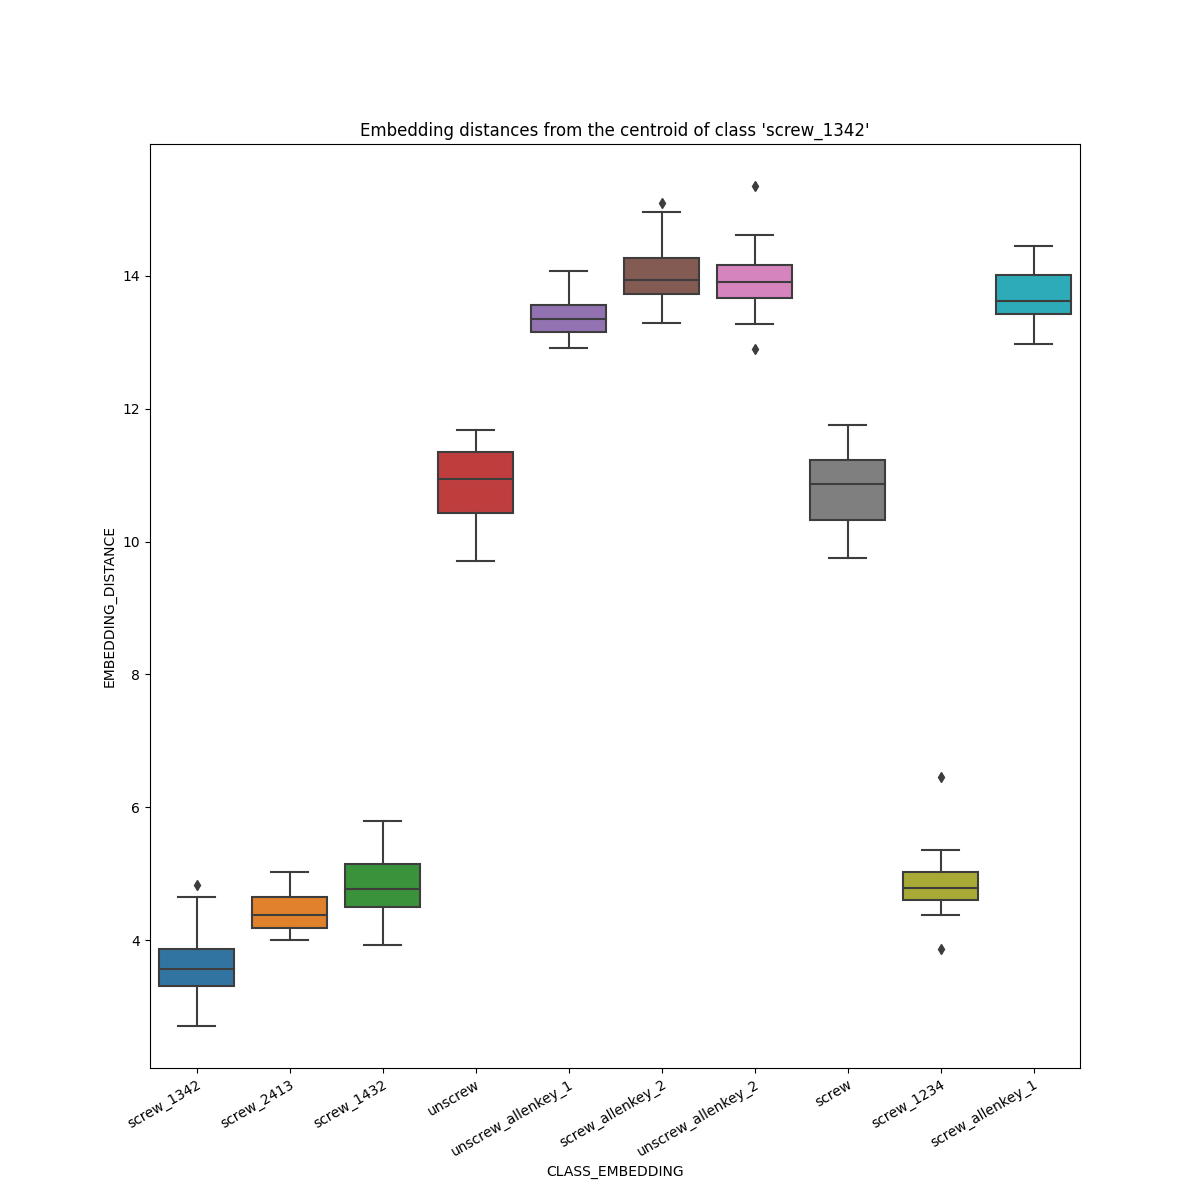 Embedding distances from the centroid of class 'screw_1342'
EMBEDDING_DISTANCE
14
12
10
8
6
4
screw_1342
screw_2413
screw_1432
unscrew
unscrew_allenkey_1
screw_allenkey_2
unscrew_allenkey_2
screw
screw_1234
screw_allenkey_1
CLASS_EMBEDDING